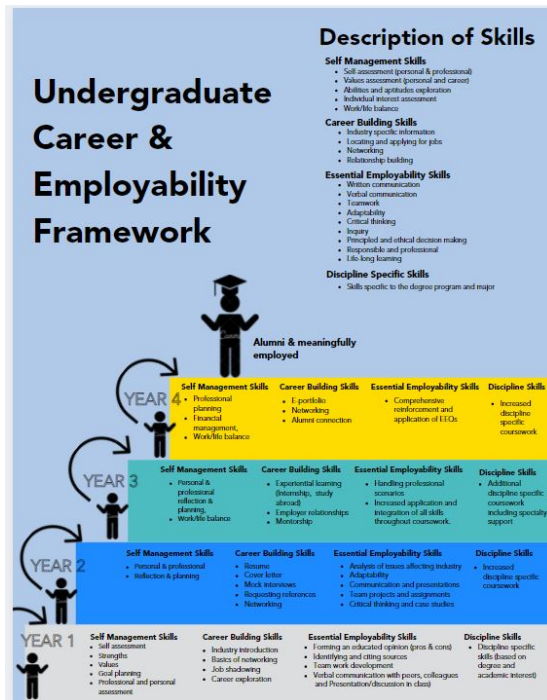 Undergraduate
Career &
Employability
Framework
Description of Skills
Self Management Skills
• Self-assessment (personal & professional)
• Values assessment (personal and career)
• Abilities and aptitudes exploration
• Individual interest assessment
• Work/life balance
Career Building Skills
• Industry specific information
• Locating and applying for jobs
• Networking
• Relationship building
Essential Employability Skills
• Written communication
• Verbal communication
• Teamwork
• Adaptability
• Critical thinking
• Inquiry
• Principled and ethical decision making
• Responsible and professional
• Life-long learning
Discipline Specific Skills
• Skills specific to the degree program and major
Alumni & meaningfully
employed
YEAR 4
Self Management Skills
• Professional
planning
• Financial
management,
• Work/life balance
Career Building Skills
• E-portfolio
• Networking
• Alumni connection
Essential Employability Skills
• Comprehensive
reinforcement and
application of EEQs
Discipline Skills
• Increased
discipline
specific
coursework
YEAR 3
Self Management Skills
• Personal &
professional
reflection &
planning,
• Work/life balance
Career Building Skills
• Experiential learning
(Internship, study
abroad)
• Employer relationships
• Mentorship
Essential Employability Skills
• Handling professional
scenarios
• Increased application and
integration of all skills
throughout coursework.
Discipline Skills
• Additional
discipline specific
coursework
including specialty
support
YEAR 2
Self Management Skills
• Personal & professional
• Reflection & planning
Career Building Skills
• Resume
• Cover letter
• Mock interviews
• Requesting references
• Networking
Essential Employability Skills
• Analysis of issues affecting industry
• Adaptability
• Communication and presentations
• Team projects and assignments
• Critical thinking and case studies
Discipline Skills
• Increased
discipline specific
coursework
YEAR 1
Self Management Skills
• Self assessment
• Strengths
• Values
• Goal planning
• Professional and personal
assessment
Career Building Skills
• Industry introduction
• Basics of networking
• Job shadowing
• Career exploration
Essential Employability Skills
• Forming an educated opinion (pros & cons)
• Identifying and citing sources
• Team work development
• Verbal communication with peers, colleagues
and Presentation/discussion in class)
Discipline Skills
• Discipline specific
skills (based on
degree and
academic interest)